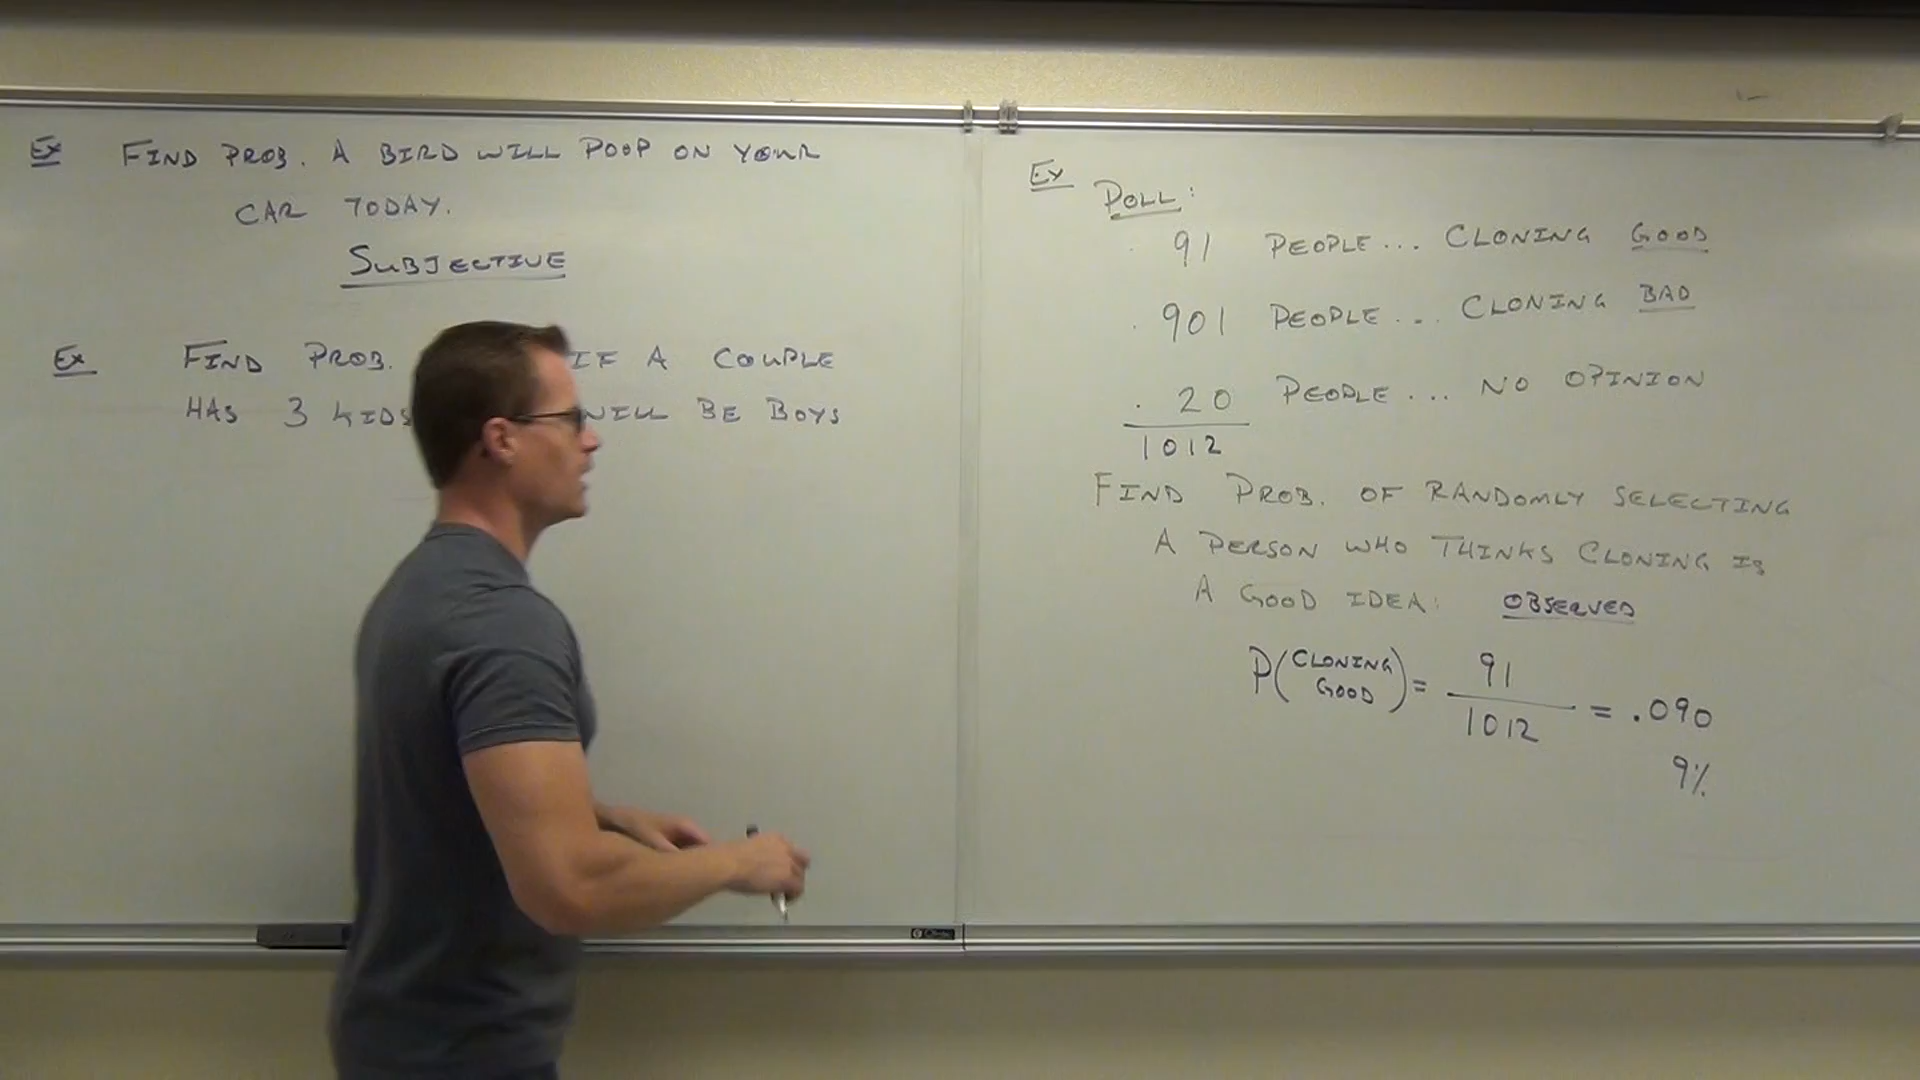 Ex FIND PROB. A BIRD WILL POOP ON YOUR
CAR TODAY.
SUBJECTIVE
Ex FIND PROB. IF A COUPLE
HAS 3 KIDS WILL BE BOYS
Ex
POLL:
. 91 PEOPLE... CLONING GOOD
. 901 PEOPLE... CLONING BAD
. 20 PEOPLE... NO OPINION
1012
FIND PROB. OF RANDOMLY SELECTING
A PERSON WHO THINKS CLONING IS
A GOOD IDEA: OBSERVED
P(CLONING GOOD) = 91/1012 = .090
9%